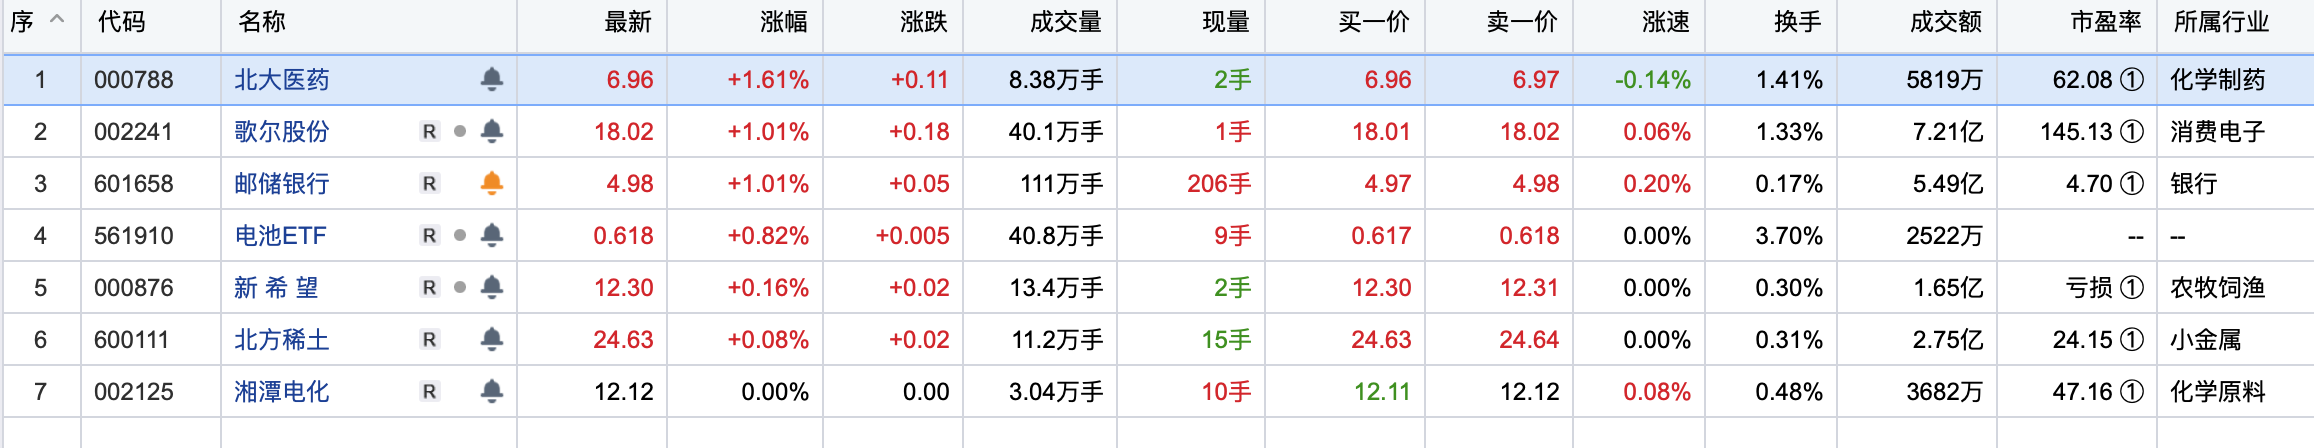 序 代码 名称 最新 涨幅 涨跌 成交量 现量 买一价 卖一价 涨速 换手 成交额 市盈率 所属行业
1 000788 北大医药 6.96 +1.61% +0.11 8.38万手 2手 6.96 6.97 -0.14% 1.41% 5819万 62.08 ① 化学制药
2 002241 歌尔股份 R 18.02 +1.01% +0.18 40.1万手 1手 18.01 18.02 0.06% 1.33% 7.21亿 145.13 ① 消费电子
3 601658 邮储银行 R 4.98 +1.01% +0.05 111万手 206手 4.97 4.98 0.20% 0.17% 5.49亿 4.70 ① 银行
4 561910 电池ETF R 0.618 +0.82% +0.005 40.8万手 9手 0.617 0.618 0.00% 3.70% 2522万 -- --
5 000876 新 希 望 R 12.30 +0.16% +0.02 13.4万手 2手 12.30 12.31 0.00% 0.30% 1.65亿 亏损 ① 农牧饲渔
6 600111 北方稀土 R 24.63 +0.08% +0.02 11.2万手 15手 24.63 24.64 0.00% 0.31% 2.75亿 24.15 ① 小金属
7 002125 湘潭电化 R 12.12 0.00% 0.00 3.04万手 10手 12.11 12.12 0.08% 0.48% 3682万 47.16 ① 化学原料